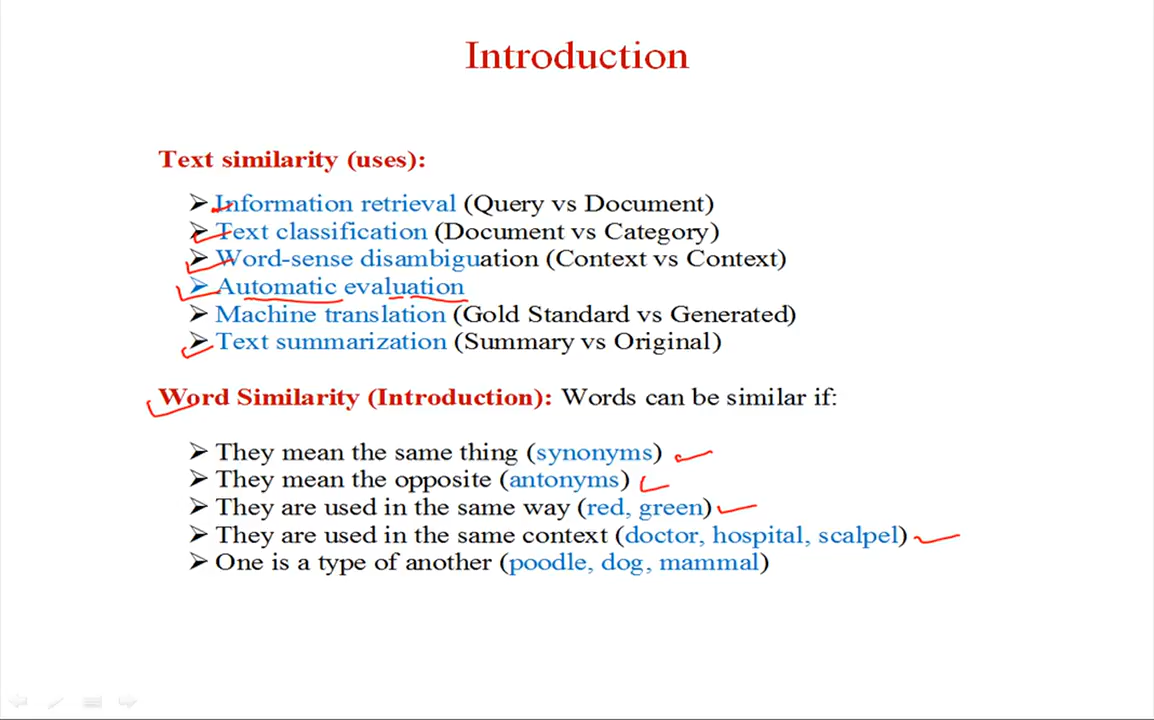 Introduction
Text similarity (uses):
➢ Information retrieval (Query vs Document)
➢ Text classification (Document vs Category)
➢ Word-sense disambiguation (Context vs Context)
➢ Automatic evaluation
➢ Machine translation (Gold Standard vs Generated)
➢ Text summarization (Summary vs Original)
Word Similarity (Introduction): Words can be similar if:
➢ They mean the same thing (synonyms)
➢ They mean the opposite (antonyms)
➢ They are used in the same way (red, green)
➢ They are used in the same context (doctor, hospital, scalpel)
➢ One is a type of another (poodle, dog, mammal)